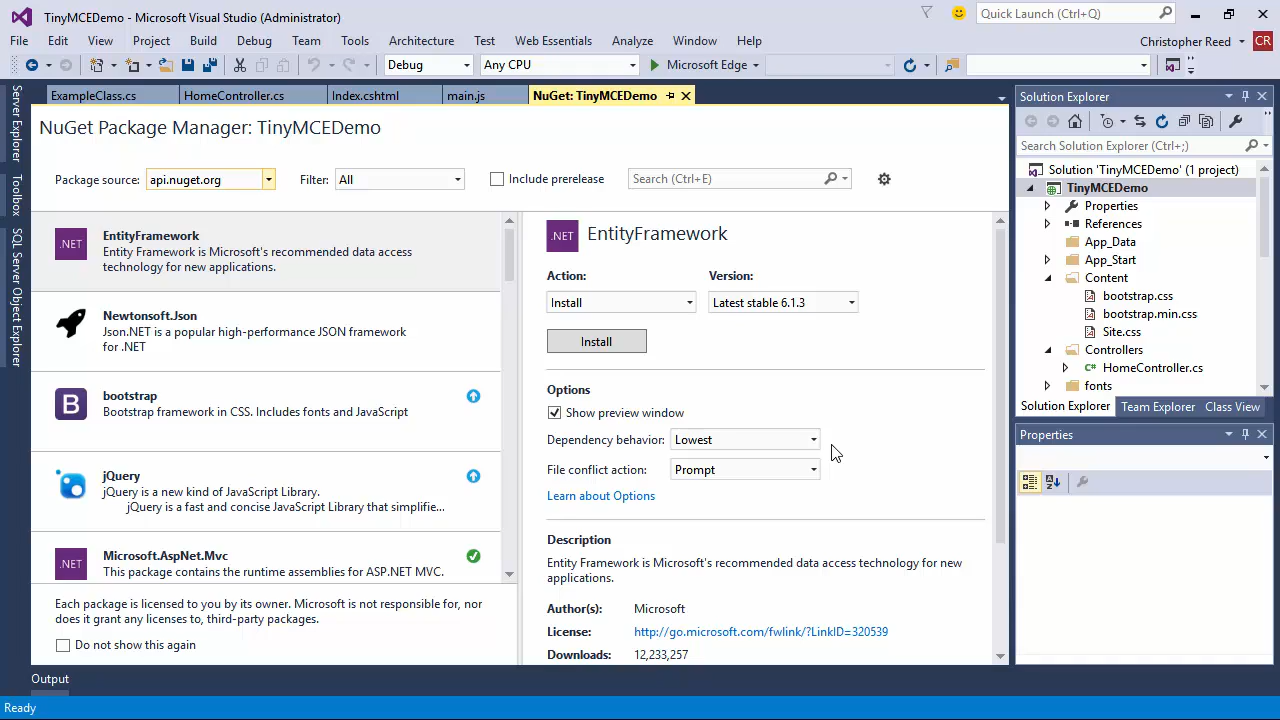 TinyMCEDemo - Microsoft Visual Studio (Administrator)
Quick Launch (Ctrl+Q)
File Edit View Project Build Debug Team Tools Architecture Test Web Essentials Analyze Window Help
Christopher Reed CR
Debug Any CPU Microsoft Edge
Server Explorer
Toolbox
SQL Server Object Explorer
ExampleClass.cs HomeController.cs Index.cshtml main.js NuGet: TinyMCEDemo
NuGet Package Manager: TinyMCEDemo
Package source: api.nuget.org Filter: All Include prerelease Search (Ctrl+E)
.NET
EntityFramework
Entity Framework is Microsoft's recommended data access
technology for new applications.
Newtonsoft.Json
Json.NET is a popular high-performance JSON framework
for .NET
B
bootstrap
Bootstrap framework in CSS. Includes fonts and JavaScript
jQuery
jQuery is a new kind of JavaScript Library.
jQuery is a fast and concise JavaScript Library that simplifie...
.NET
Microsoft.AspNet.Mvc
This package contains the runtime assemblies for ASP.NET MVC.
Each package is licensed to you by its owner. Microsoft is not responsible for, nor
does it grant any licenses to, third-party packages.
Do not show this again
.NET
EntityFramework
Action: Version:
Install Latest stable 6.1.3
Install
Options
Show preview window
Dependency behavior: Lowest
File conflict action: Prompt
Learn about Options
Description
Entity Framework is Microsoft's recommended data access technology for new
applications.
Author(s): Microsoft
License: http://go.microsoft.com/fwlink/?LinkID=320539
Downloads: 12,233,257
Solution Explorer
Search Solution Explorer (Ctrl+;)
Solution 'TinyMCEDemo' (1 project)
TinyMCEDemo
Properties
References
App_Data
App_Start
Content
bootstrap.css
bootstrap.min.css
Site.css
Controllers
C# HomeController.cs
fonts
Solution Explorer Team Explorer Class View
Properties
Output
Ready